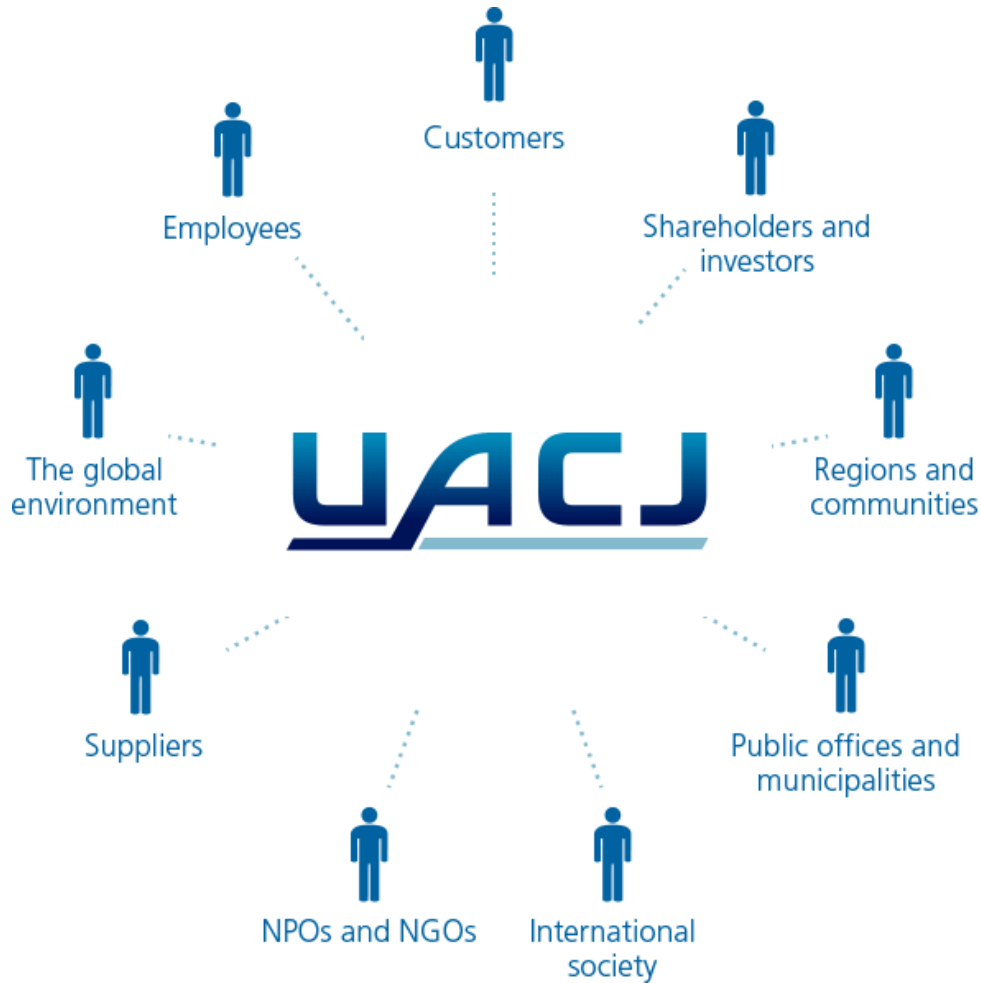 Customers
Employees
Shareholders and
investors
The global
environment
UACJ
Regions and
communities
Suppliers
Public offices and
municipalities
NPOs and NGOs
International
society